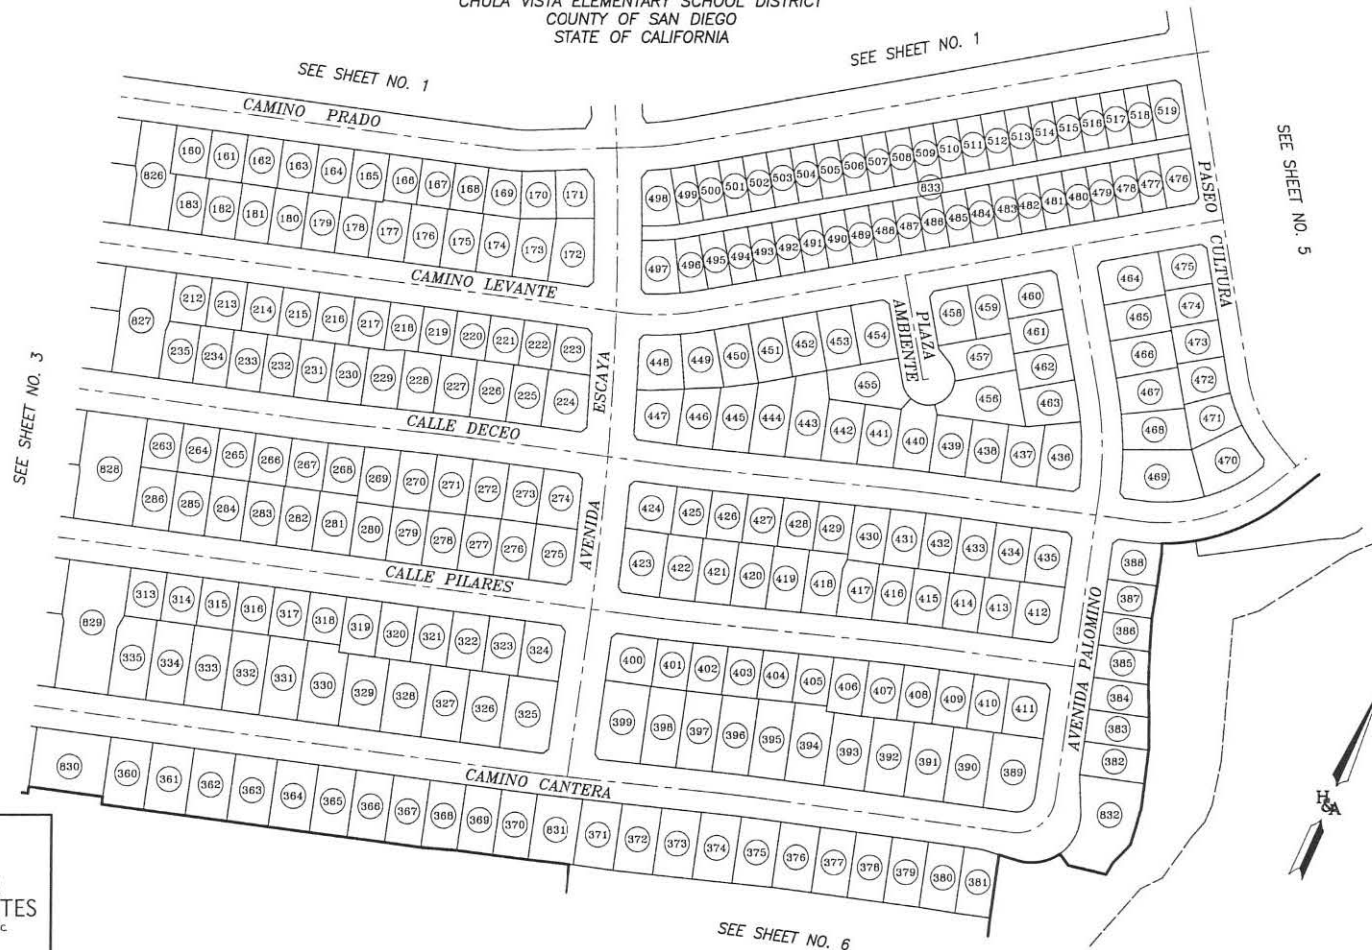 CHULA VISTA ELEMENTARY SCHOOL DISTRICT
COUNTY OF SAN DIEGO
STATE OF CALIFORNIA
SEE SHEET NO. 1
SEE SHEET NO. 1
SEE SHEET NO. 5
SEE SHEET NO. 3
SEE SHEET NO. 6
CAMINO PRADO
160 161 162 163 164 165 166 167 168 169 170 171
826
183 182 181 180 179 178 177 176 175 174 173 172
CAMINO LEVANTE
212 213 214 215 216 217 218 219 220 221 222 223
827
235 234 233 232 231 230 229 228 227 226 225 224
CALLE DECEO
263 264 265 266 267 268 269 270 271 272 273 274
828
286 285 284 283 282 281 280 279 278 277 276 275
CALLE PILARES
313 314 315 316 317 318 319 320 321 322 323 324
829
335 334 333 332 331 330 329 328 327 326 325
CAMINO CANTERA
830 360 361 362 363 364 365 366 367 368 369 370 831 371 372 373 374 375 376 377 378 379 380 381
AVENIDA ESCAYA
498 499 500 501 502 503 504 505 506 507 508 509 510 511 512 513 514 515 516 517 518 519
833
497 496 495 494 493 492 491 490 489 488 487 486 485 484 483 482 481 480 479 478 477 476
PASEO CULTURA
448 449 450 451 452 453 454
455
PLAZA
AMBIENTE
458 459 460
457 461
456 462
463
447 446 445 444 443 442 441 440 439 438 437 436
464 475
465 474
466 473
467 472
468 471
469 470
424 425 426 427 428 429 430 431 432 433 434 435
423 422 421 420 419 418 417 416 415 414 413 412
400 401 402 403 404 405 406 407 408 409 410 411
399 398 397 396 395 394 393 392 391 390 389
AVENIDA PALOMINO
388
387
386
385
384
383
382
832
H&A
TES